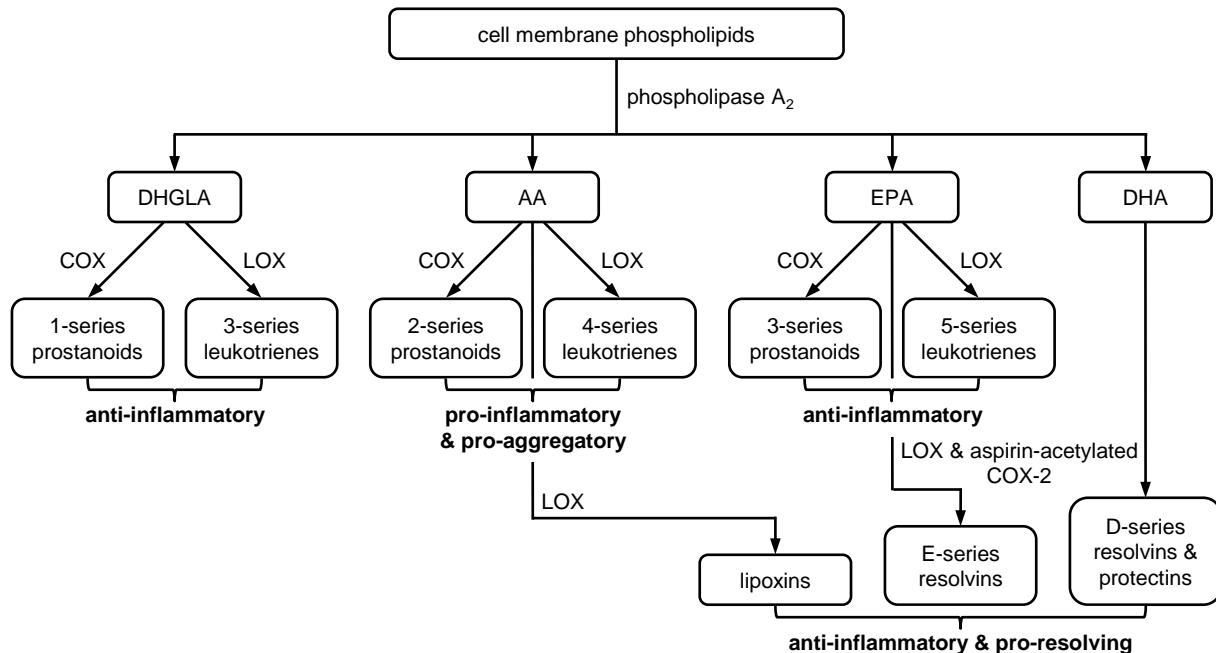 cell membrane phospholipids
phospholipase A₂
DHGLA
AA
EPA
DHA
COX
LOX
COX
LOX
COX
LOX
1-series
prostanoids
3-series
leukotrienes
2-series
prostanoids
4-series
leukotrienes
3-series
prostanoids
5-series
leukotrienes
anti-inflammatory
pro-inflammatory
& pro-aggregatory
anti-inflammatory
LOX & aspirin-acetylated
COX-2
LOX
lipoxins
E-series
resolvins
D-series
resolvins &
protectins
anti-inflammatory & pro-resolving